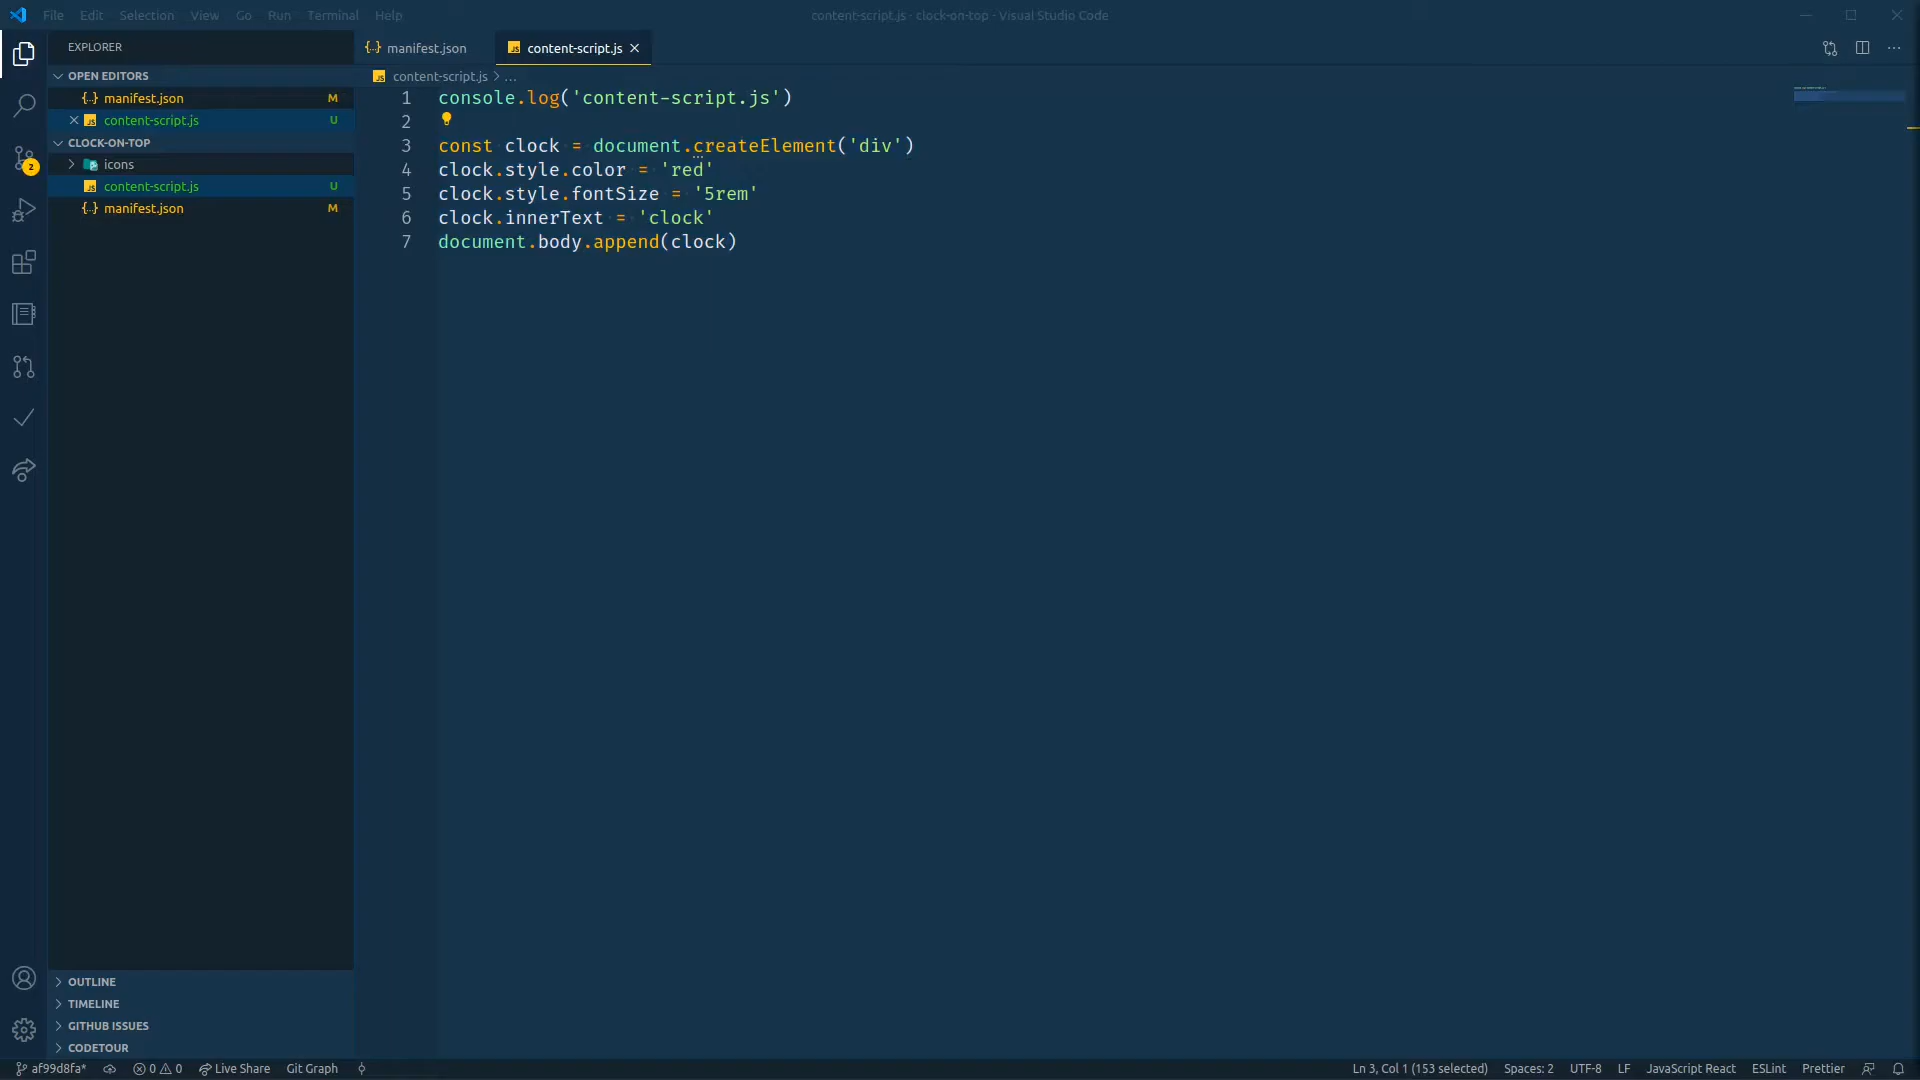 File Edit Selection View Go Run Terminal Help
content-script.js - clock-on-top - Visual Studio Code
EXPLORER
OPEN EDITORS
manifest.json M
content-script.js U
CLOCK-ON-TOP
icons
content-script.js U
manifest.json M
2
OUTLINE
TIMELINE
GITHUB ISSUES
CODETOUR
manifest.json
content-script.js
content-script.js > ...
1 console.log('content-script.js')
2
3 const clock = document.createElement('div')
4 clock.style.color = 'red'
5 clock.style.fontSize = '5rem'
6 clock.innerText = 'clock'
7 document.body.append(clock)
af99d8fa* 0 0 Live Share Git Graph
Ln 3, Col 1 (153 selected) Spaces: 2 UTF-8 LF JavaScript React ESLint Prettier